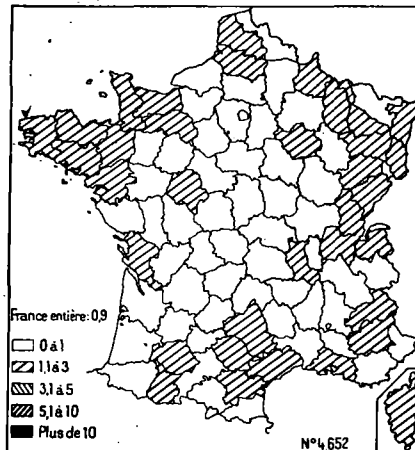 France entière: 0,9
0 à 1
1,1 à 3
3,1 à 5
5,1 à 10
Plus de 10
N° 4.652